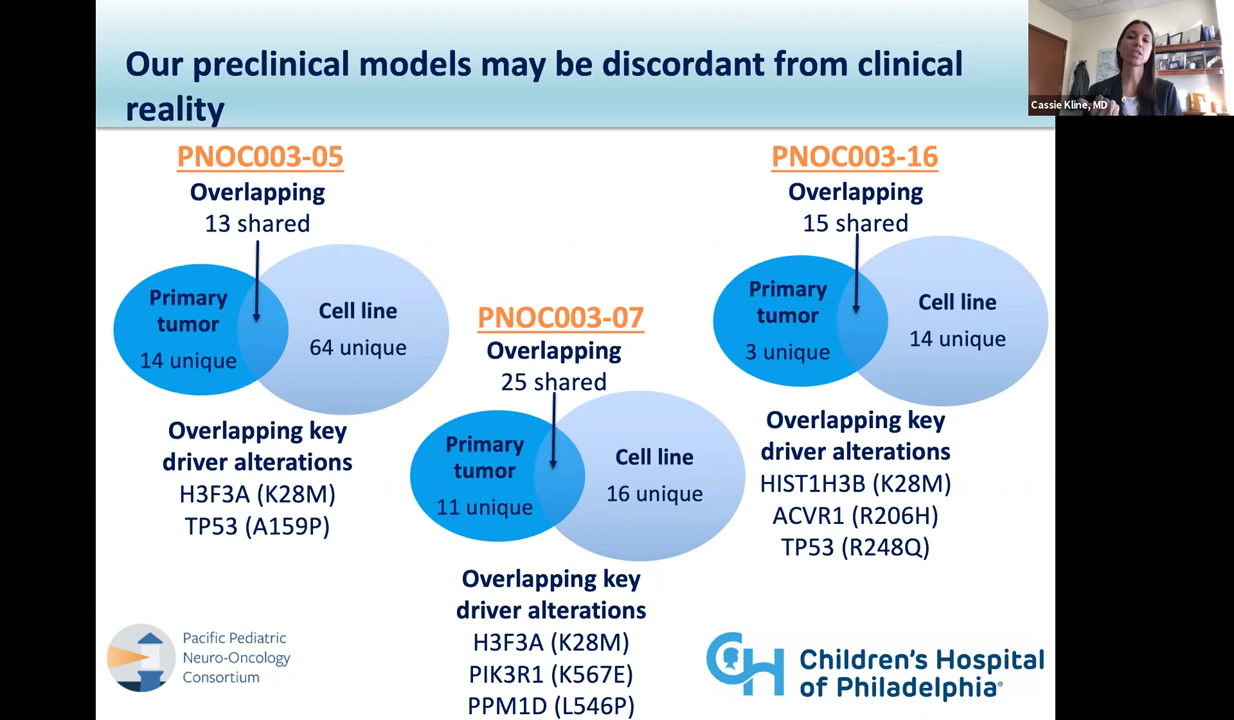 Our preclinical models may be discordant from clinical
reality
Cassie Kline, MD
PNOC003-05
Overlapping
13 shared
Primary
tumor
14 unique
Cell line
64 unique
Overlapping key
driver alterations
H3F3A (K28M)
TP53 (A159P)
PNOC003-07
Overlapping
25 shared
Primary
tumor
11 unique
Cell line
16 unique
Overlapping key
driver alterations
H3F3A (K28M)
PIK3R1 (K567E)
PPM1D (L546P)
PNOC003-16
Overlapping
15 shared
Primary
tumor
3 unique
Cell line
14 unique
Overlapping key
driver alterations
HIST1H3B (K28M)
ACVR1 (R206H)
TP53 (R248Q)
Pacific Pediatric
Neuro-Oncology
Consortium
CH
Children's Hospital
of Philadelphia®